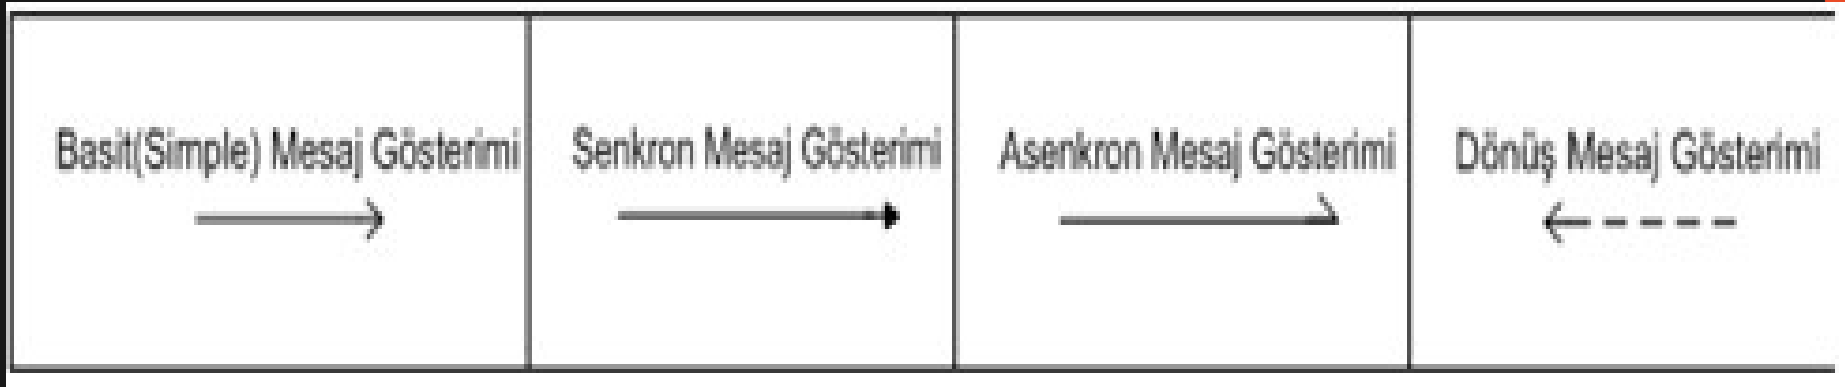 Basit(Simple) Mesaj Gösterimi
Senkron Mesaj Gösterimi
Asenkron Mesaj Gösterimi
Dönüş Mesaj Gösterimi